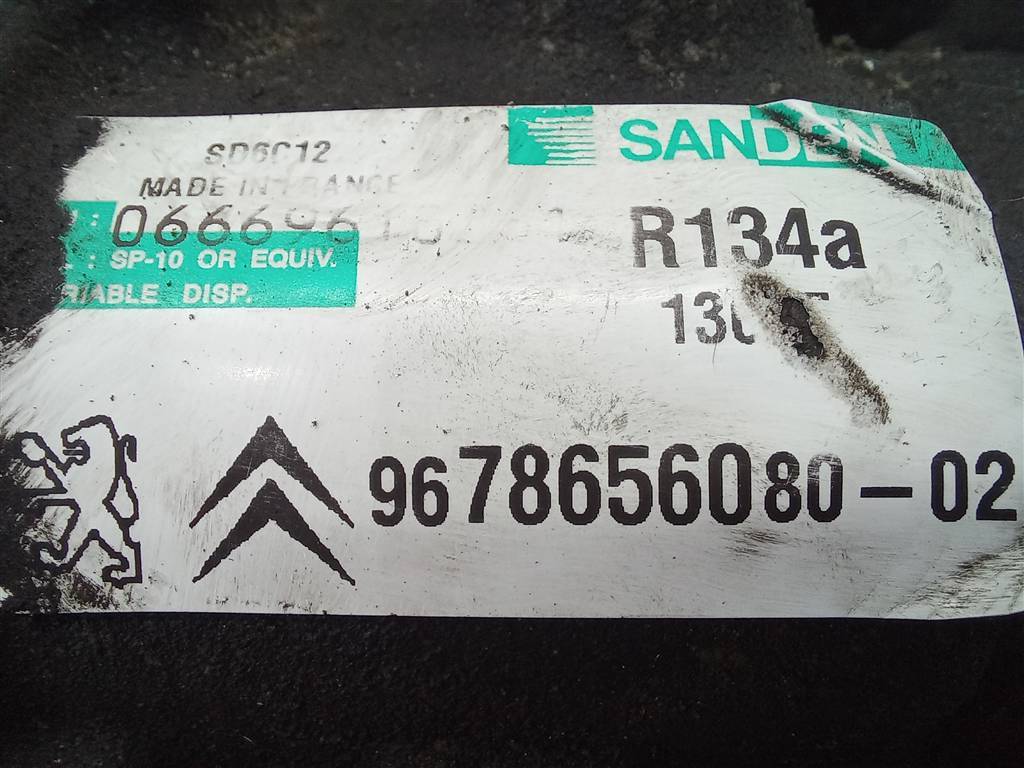 SANDEN
SD6C12
MADE IN FRANCE
R134a
: SP-10 OR EQUIV.
RIABLE DISP.
9678656080-02